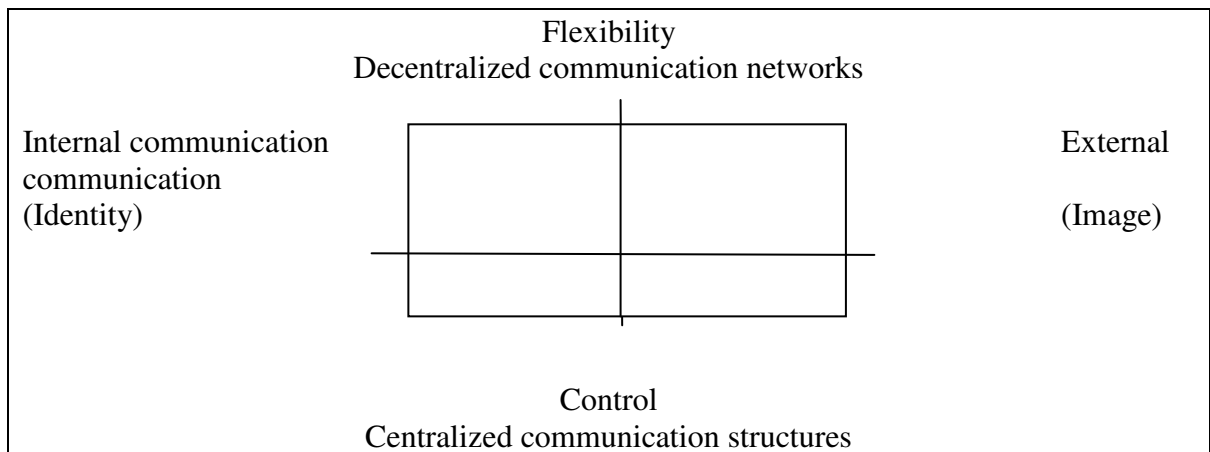 Flexibility
Decentralized communication networks
Internal communication External
communication
(Identity) (Image)
Control
Centralized communication structures